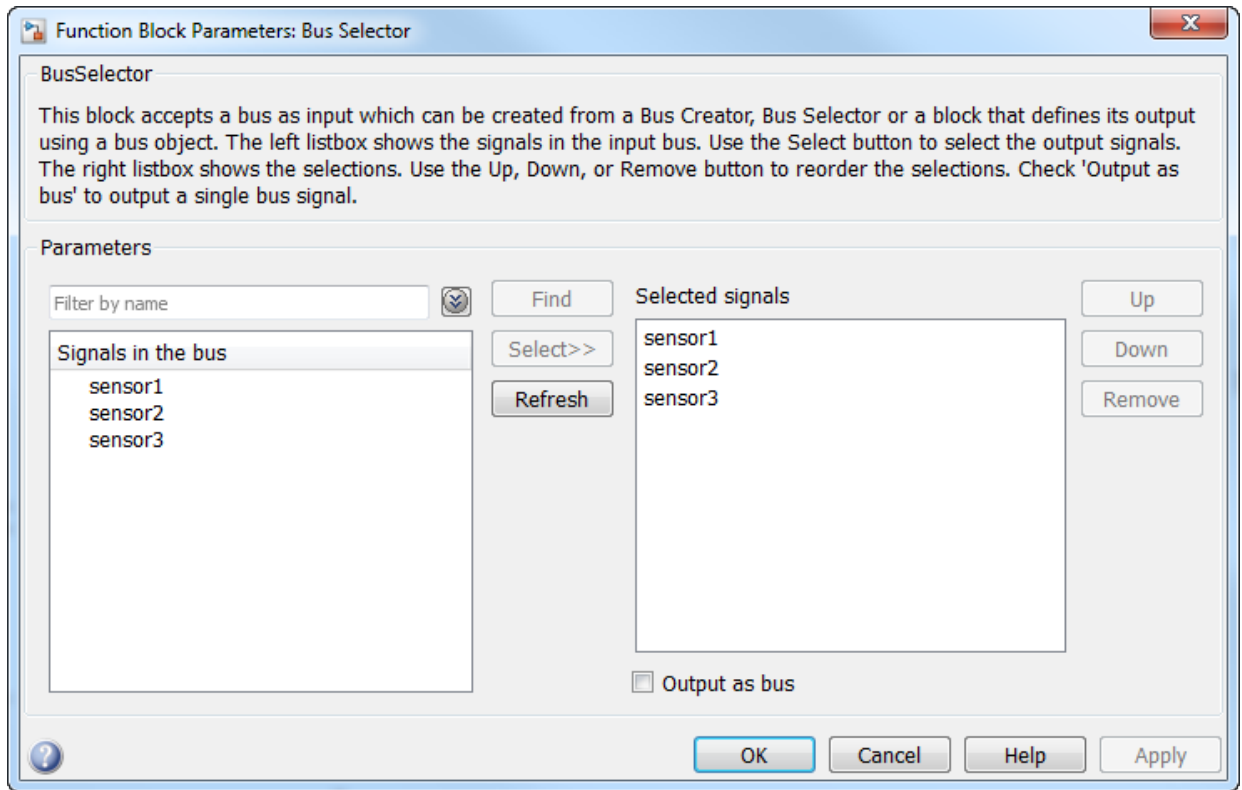 Function Block Parameters: Bus Selector
BusSelector
This block accepts a bus as input which can be created from a Bus Creator, Bus Selector or a block that defines its output
using a bus object. The left listbox shows the signals in the input bus. Use the Select button to select the output signals.
The right listbox shows the selections. Use the Up, Down, or Remove button to reorder the selections. Check 'Output as
bus' to output a single bus signal.
Parameters
Filter by name
Find
Signals in the bus
sensor1
sensor2
sensor3
Select>>
Refresh
Selected signals
sensor1
sensor2
sensor3
Up
Down
Remove
Output as bus
?
OK
Cancel
Help
Apply